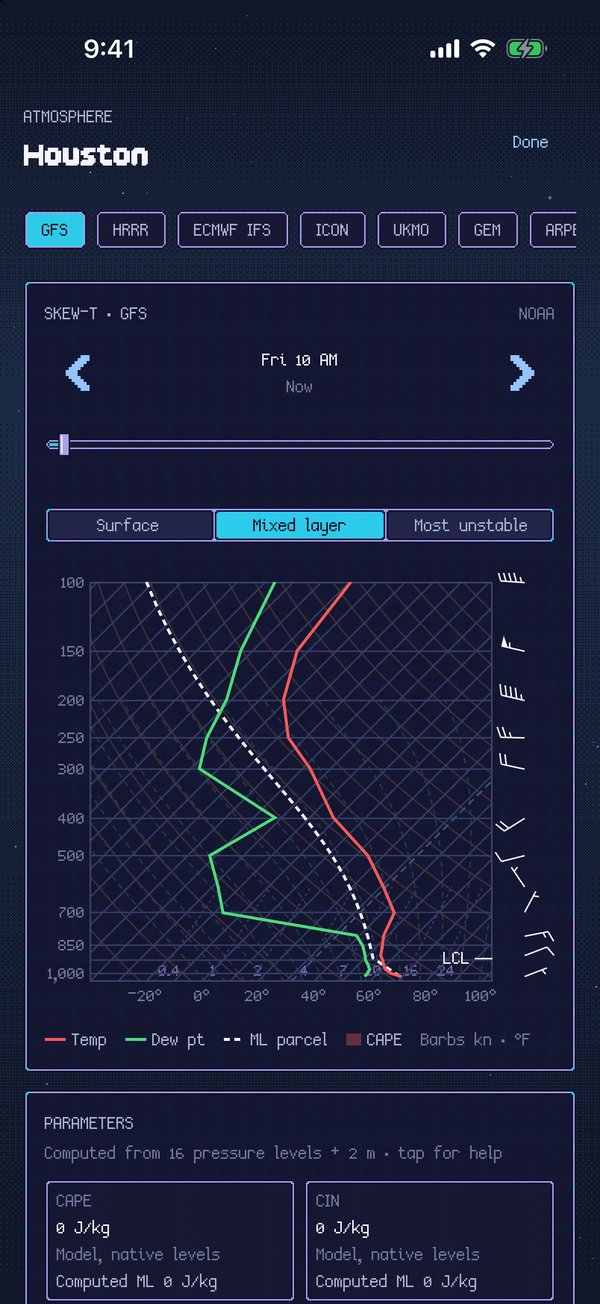 9:41
ATMOSPHERE
Houston
Done
GFS HRRR ECMWF IFS ICON UKMO GEM ARPE
SKEW-T · GFS NOAA
Fri 10 AM
Now
Surface Mixed layer Most unstable
100
150
200
250
300
400
500
700
850
LCL
1,000
0.4 1 2 4 7 10 16 24
-20° 0° 20° 40° 60° 80° 100°
Temp Dew pt ML parcel CAPE Barbs kn · °F
PARAMETERS
Computed from 16 pressure levels + 2 m · tap for help
CAPE CIN
0 J/kg 0 J/kg
Model, native levels Model, native levels
Computed ML 0 J/kg Computed ML 0 J/kg